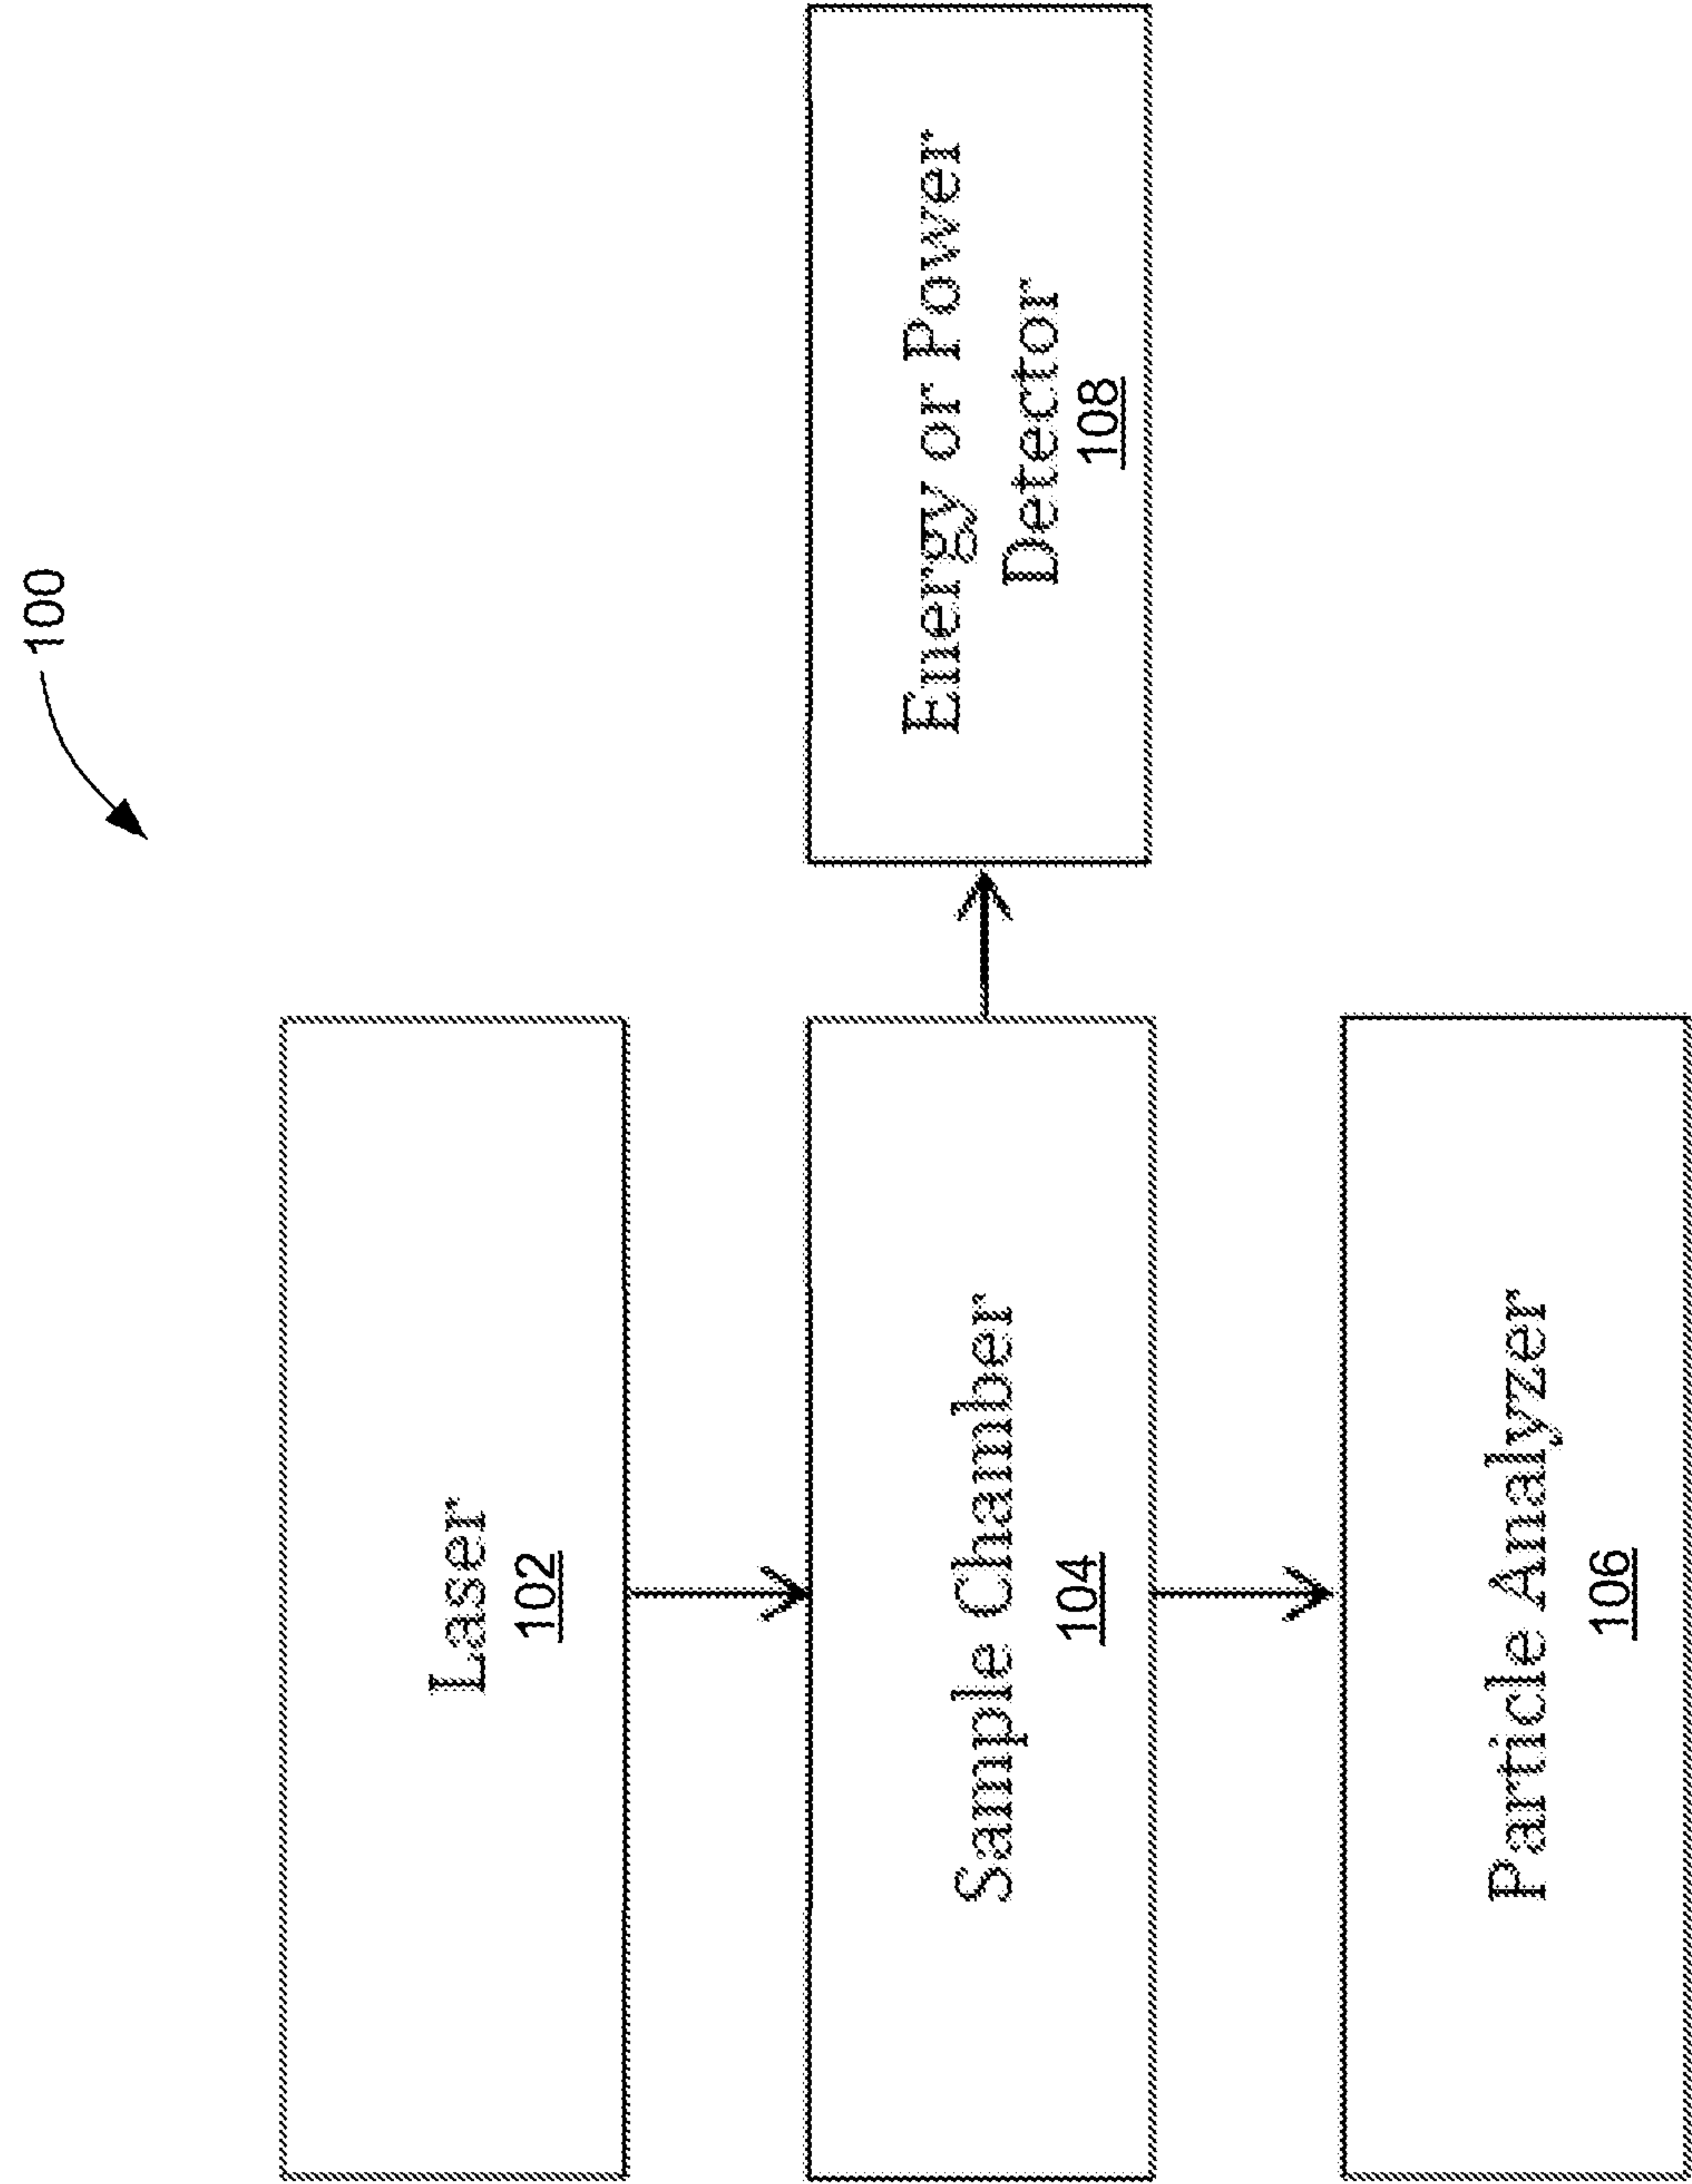 100
Laser
102
Sample Chamber
104
Energy or Power
Detector
108
Particle Analyzer
106